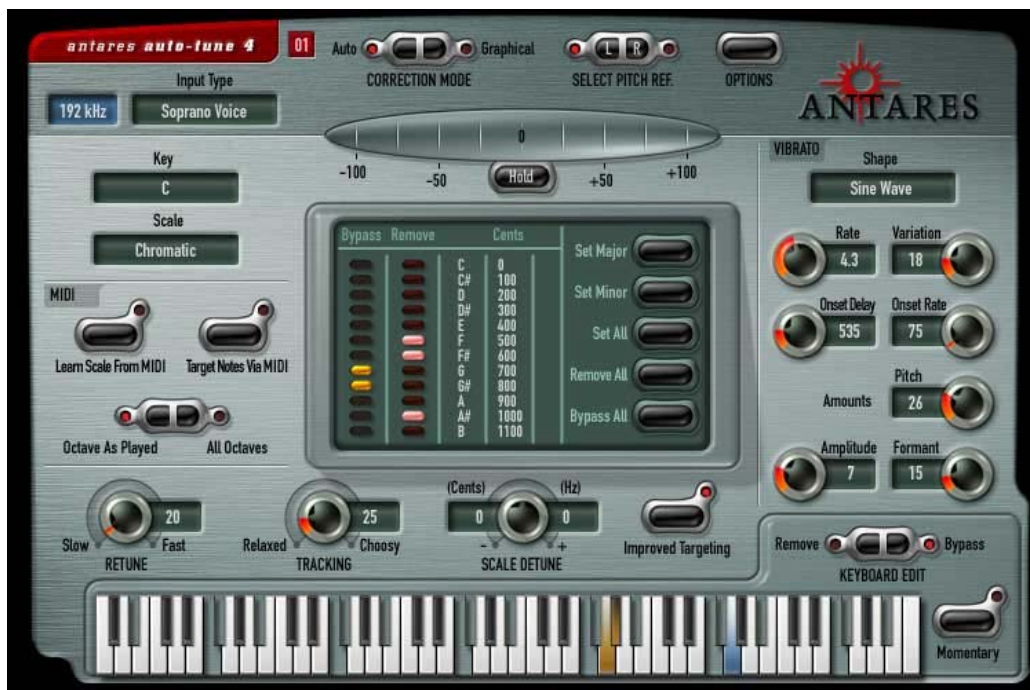 antares auto-tune 4
01
Auto
Graphical
CORRECTION MODE
L R
SELECT PITCH REF.
OPTIONS
ANTARES
Input Type
192 kHz
Soprano Voice
0
-100
-50
Hold
+50
+100
Key
C
Scale
Chromatic
MIDI
Learn Scale From MIDI
Target Notes Via MIDI
Octave As Played
All Octaves
Bypass Remove Cents
C 0
C# 100
D 200
D# 300
E 400
F 500
F# 600
G 700
G# 800
A 900
A# 1000
B 1100
Set Major
Set Minor
Set All
Remove All
Bypass All
VIBRATO
Shape
Sine Wave
Rate
4.3
Variation
18
Onset Delay
535
Onset Rate
75
Pitch
Amounts
26
Amplitude
7
Formant
15
20
Slow
Fast
RETUNE
25
Relaxed
Choosy
TRACKING
(Cents)
(Hz)
0
0
-
+
SCALE DETUNE
Improved Targeting
Remove
Bypass
KEYBOARD EDIT
Momentary